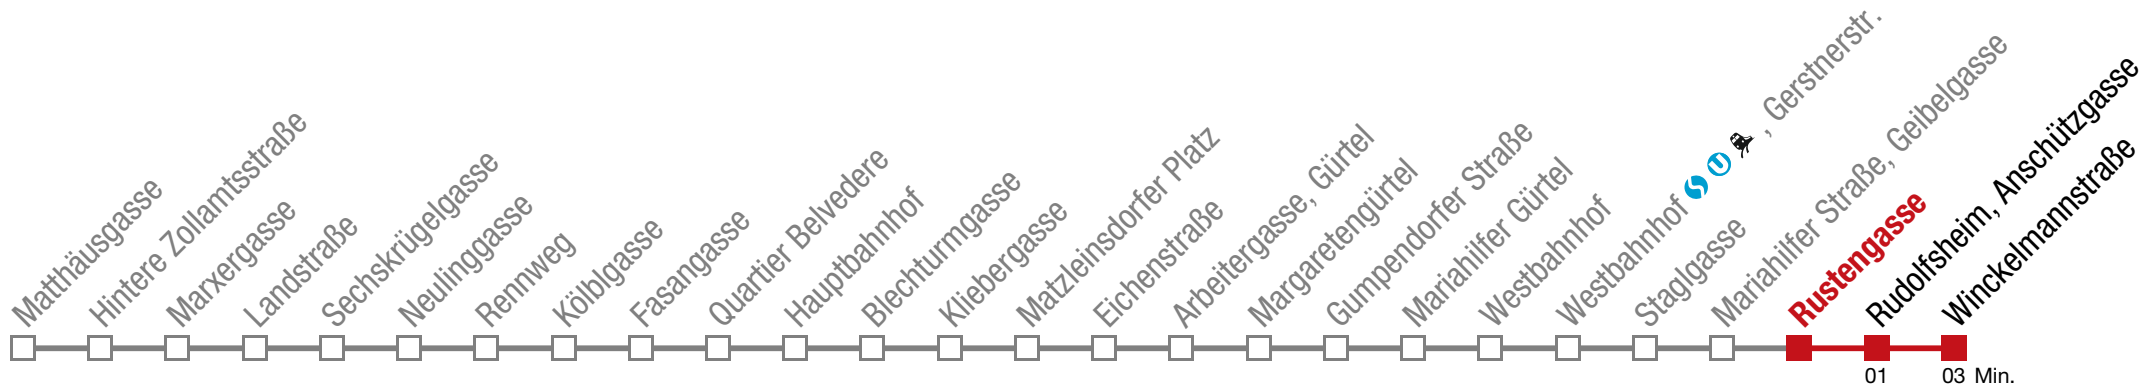 Matthäusgasse
Hintere Zollamtsstraße
Marxergasse
Landstraße
Sechskrügelgasse
Neulinggasse
Rennweg
Kölblgasse
Fasangasse
Quartier Belvedere
Hauptbahnhof
Blechturmgasse
Kliebergasse
Matzleinsdorfer Platz
Eichenstraße
Arbeitergasse, Gürtel
Margaretengürtel
Gumpendorfer Straße
Mariahilfer Gürtel
Westbahnhof
Westbahnhof S U , Gerstnerstr.
Staglgasse
Mariahilfer Straße, Geibelgasse
Rustengasse
Rudolfsheim, Anschützgasse
Winckelmannstraße
01 03 Min.